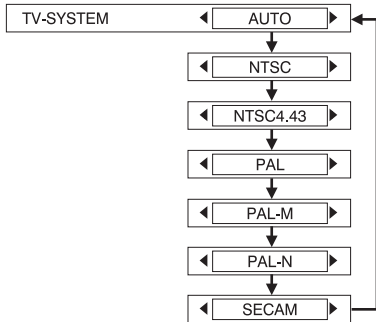 TV-SYSTEM AUTO
NTSC
NTSC4.43
PAL
PAL-M
PAL-N
SECAM